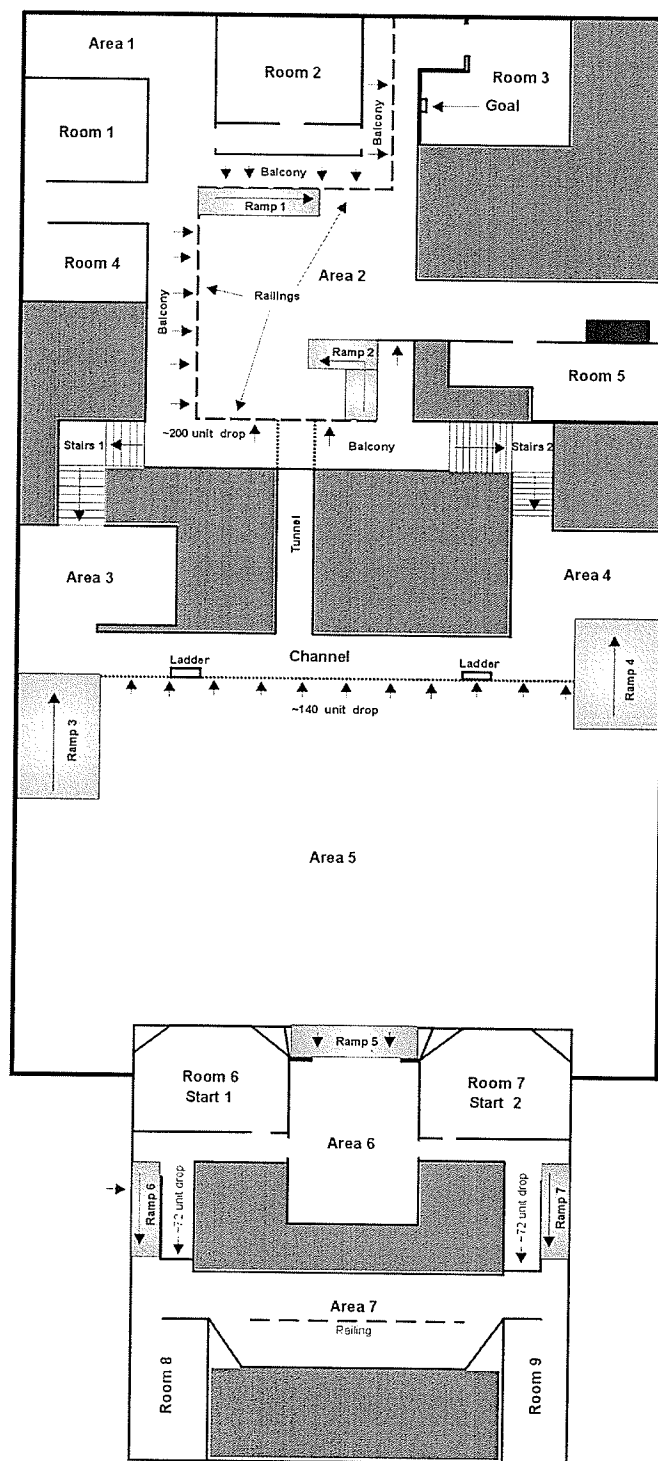 Area 1
Room 2
Room 3
Goal
Room 1
Balcony
Balcony
Ramp 1
Room 4
Area 2
Railings
Balcony
Ramp 2
Room 5
~200 unit drop
Balcony
Stairs 1
Stairs 2
Tunnel
Area 3
Area 4
Channel
Ladder
Ladder
~140 unit drop
Ramp 3
Ramp 4
Area 5
Ramp 5
Room 6
Start 1
Room 7
Start 2
Area 6
Ramp 6
~72 unit drop
~72 unit drop
Ramp 7
Area 7
Railing
Room 8
Room 9